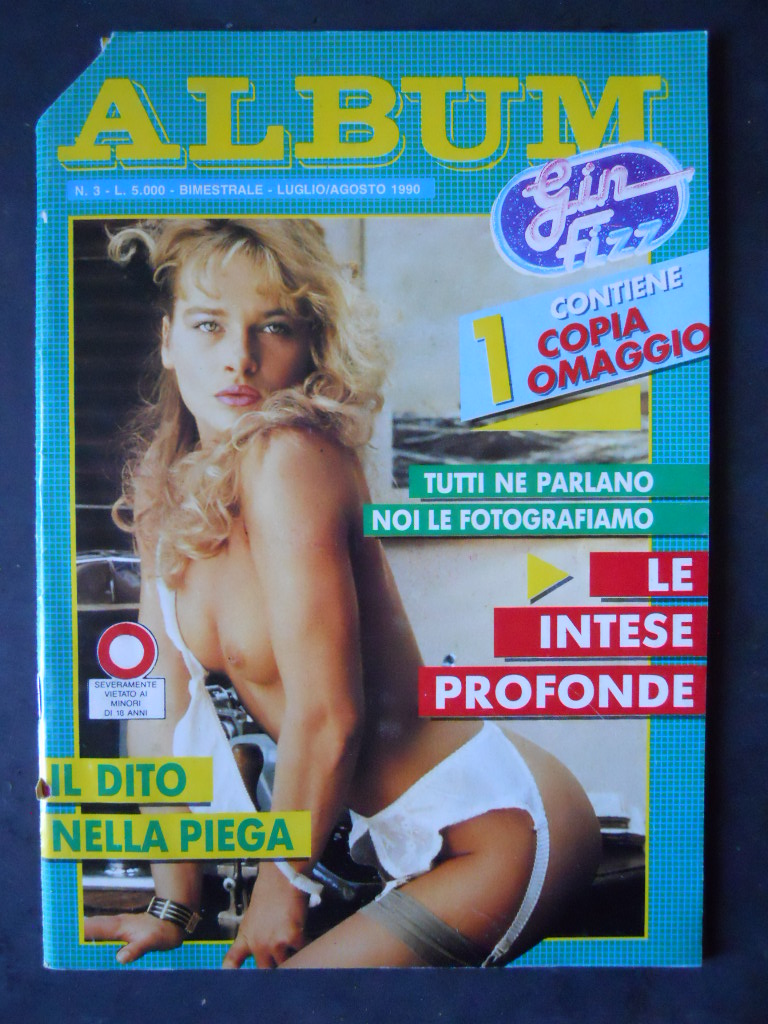 ALBUM
N. 3 - L. 5.000 - BIMESTRALE - LUGLIO/AGOSTO 1990
Gin
Fizz
CONTIENE
1 COPIA
OMAGGIO
TUTTI NE PARLANO
NOI LE FOTOGRAFIAMO
LE
INTESE
PROFONDE
SEVERAMENTE
VIETATO AI
MINORI
DI 18 ANNI
IL DITO
NELLA PIEGA